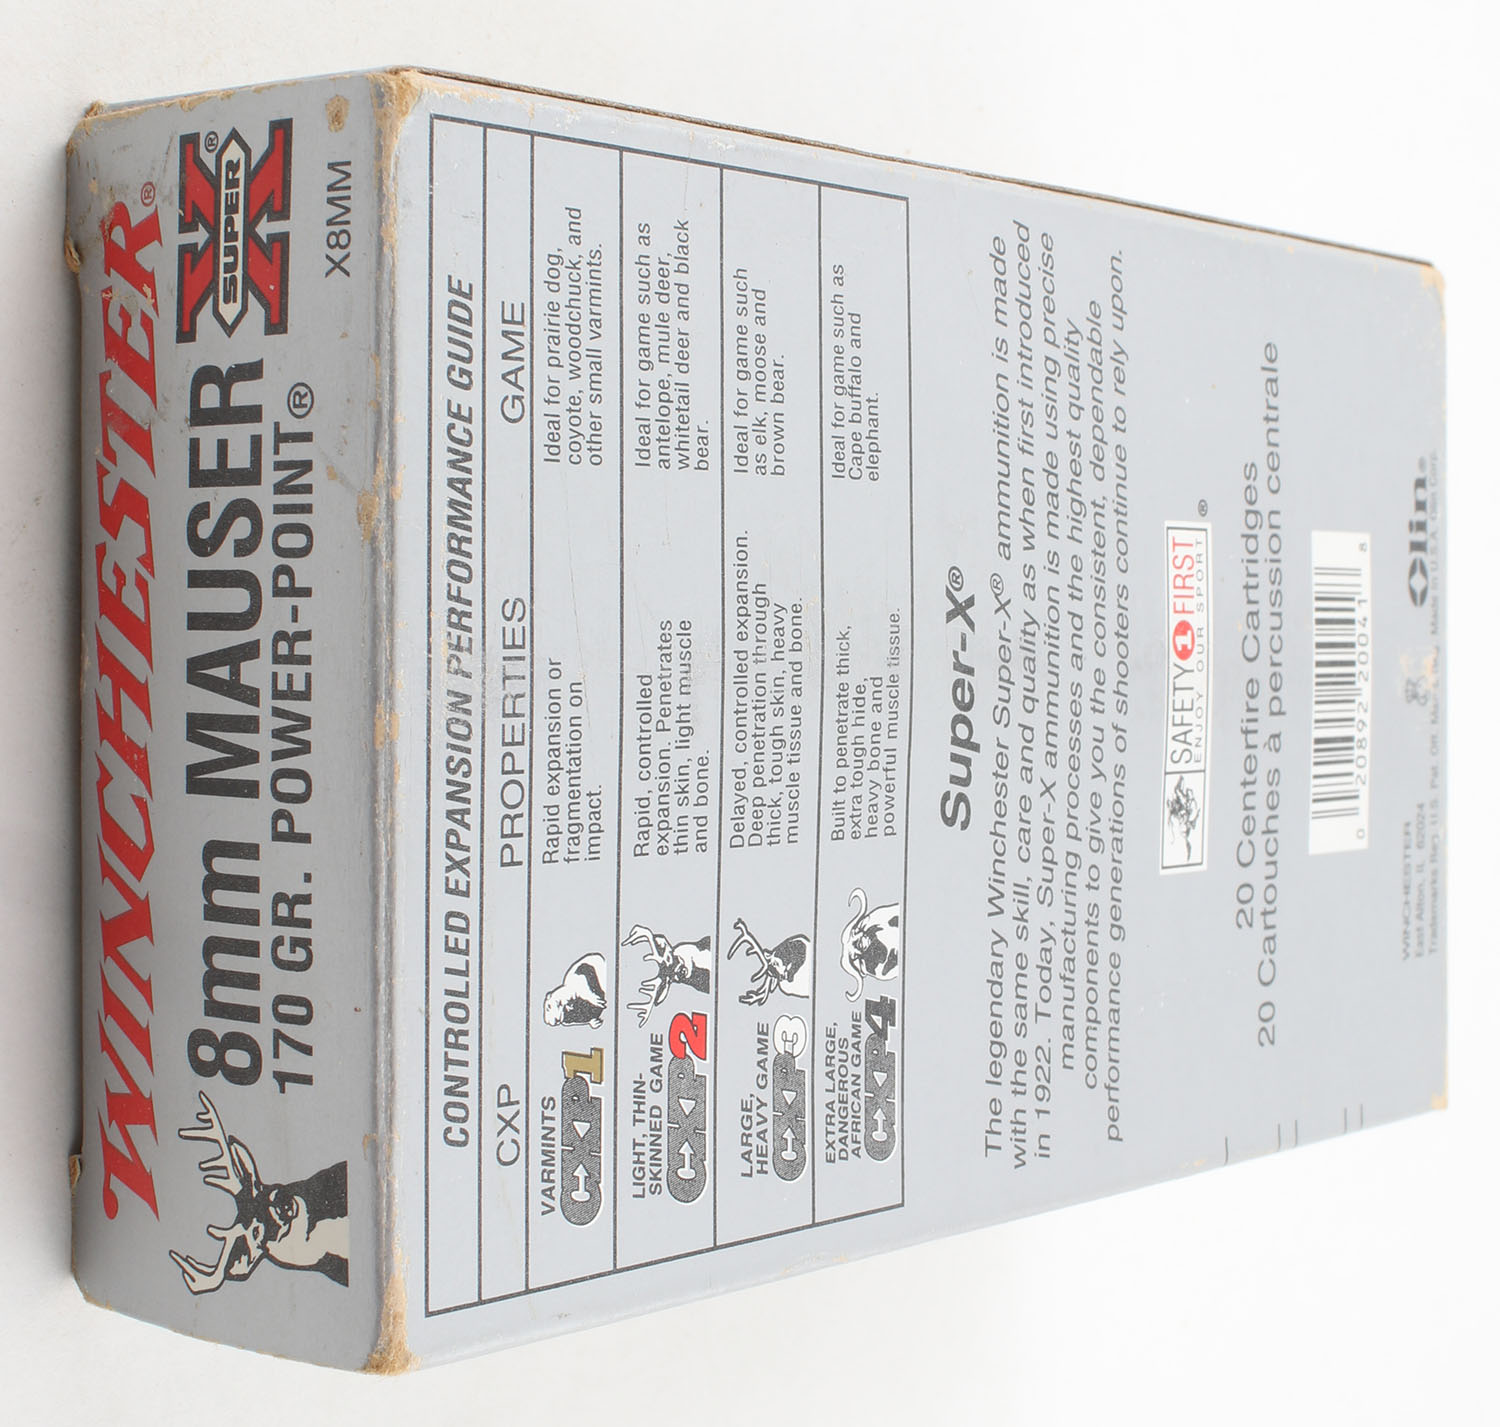 WINCHESTER®
8mm MAUSER
170 GR. POWER-POINT®
SUPER X®
X8MM
CONTROLLED EXPANSION PERFORMANCE GUIDE
CXP PROPERTIES GAME
VARMINTS
CXP1
Rapid expansion or
fragmentation on
impact.
Ideal for prairie dog,
coyote, woodchuck, and
other small varmints.
LIGHT, THIN-
SKINNED GAME
CXP2
Rapid, controlled
expansion. Penetrates
thin skin, light muscle
and bone.
Ideal for game such as
antelope, mule deer,
whitetail deer and black
bear.
LARGE,
HEAVY GAME
CXP3
Delayed, controlled expansion.
Deep penetration through
thick, tough skin, heavy
muscle tissue and bone.
Ideal for game such
as elk, moose and
brown bear.
EXTRA LARGE,
DANGEROUS
AFRICAN GAME
CXP4
Built to penetrate thick,
extra tough hide,
heavy bone and
powerful muscle tissue.
Ideal for game such as
Cape buffalo and
elephant.
Super-X®
The legendary Winchester Super-X® ammunition is made
with the same skill, care and quality as when first introduced
in 1922. Today, Super-X ammunition is made using precise
manufacturing processes and the highest quality
components to give you the consistent, dependable
performance generations of shooters continue to rely upon.
SAFETY 1 FIRST®
ENJOY OUR SPORT
20 Centerfire Cartridges
20 Cartouches à percussion centrale
0 20892 20041 8
WINCHESTER
East Alton, IL 62024
Trademarks Reg. U.S. Pat. Off. Made in U.S.A. Olin Corp.
Olin®